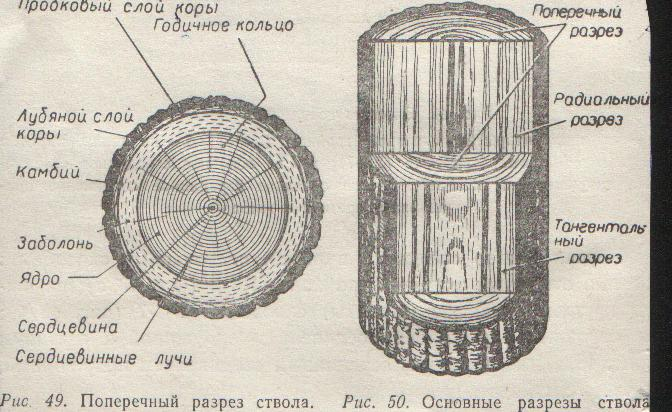 Пробковый слой коры
Годичное кольцо
Лубяной слой
коры
Камбий
Заболонь
Ядро
Сердцевина
Сердиевинные лучи
Рис. 49. Поперечный разрез ствола.
Поперечный
разрез
Радиальный
разрез
Тангенталь
ный
разрез
Рис. 50. Основные разрезы ствола